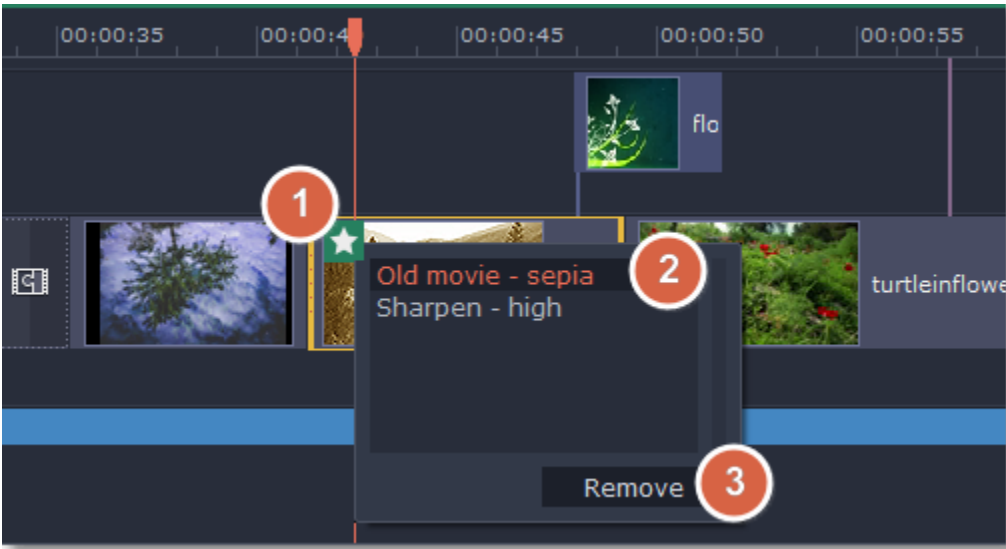 00:00:35
00:00:4
00:00:45
00:00:50
00:00:55
flo
1
2
Old movie - sepia
turtleinflowe
Sharpen - high
Remove
3